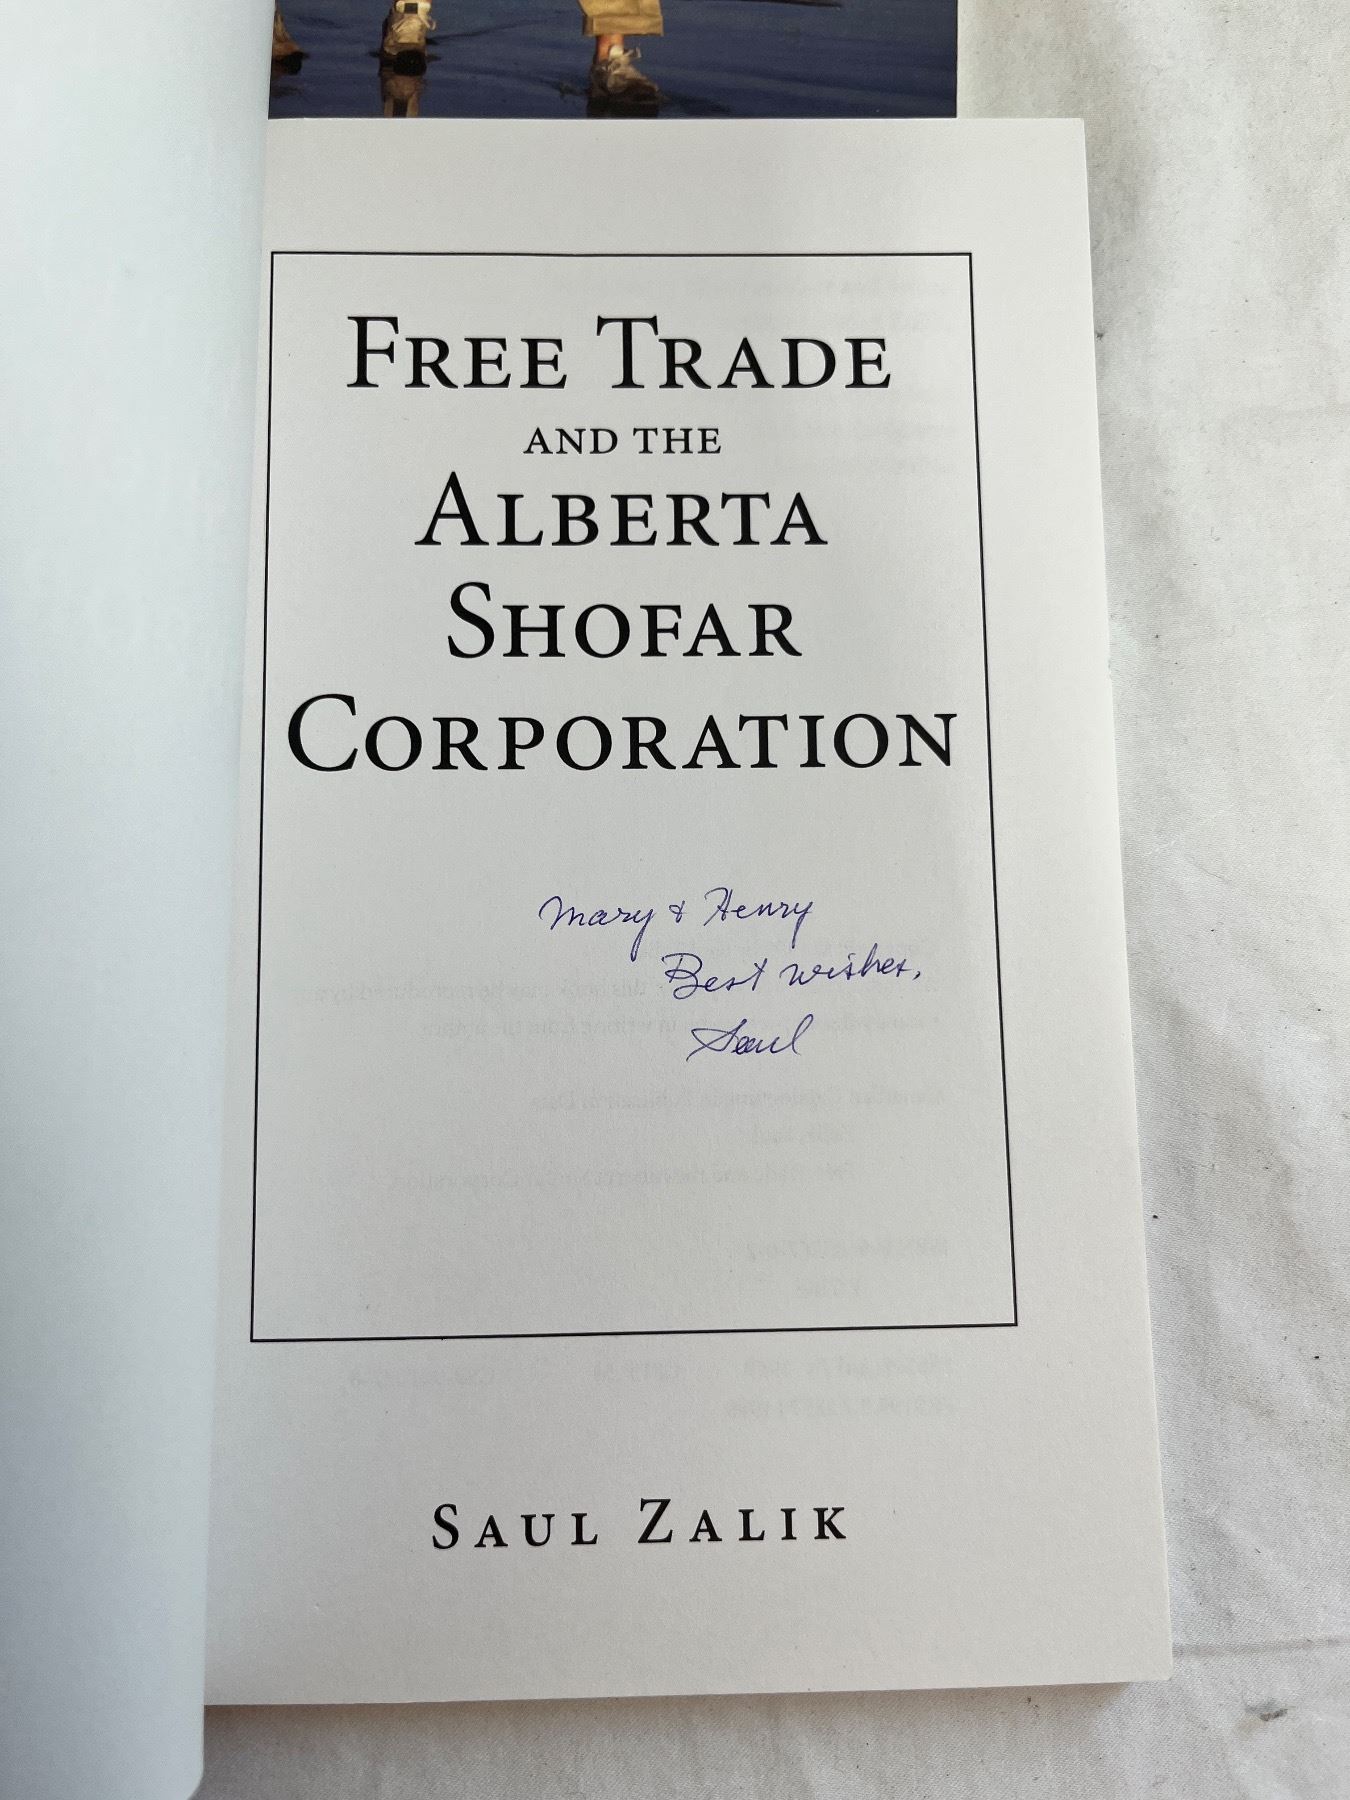 FREE TRADE
AND THE
ALBERTA
SHOFAR
CORPORATION
Mary & Henry
Best wishes,
Saul
SAUL ZALIK